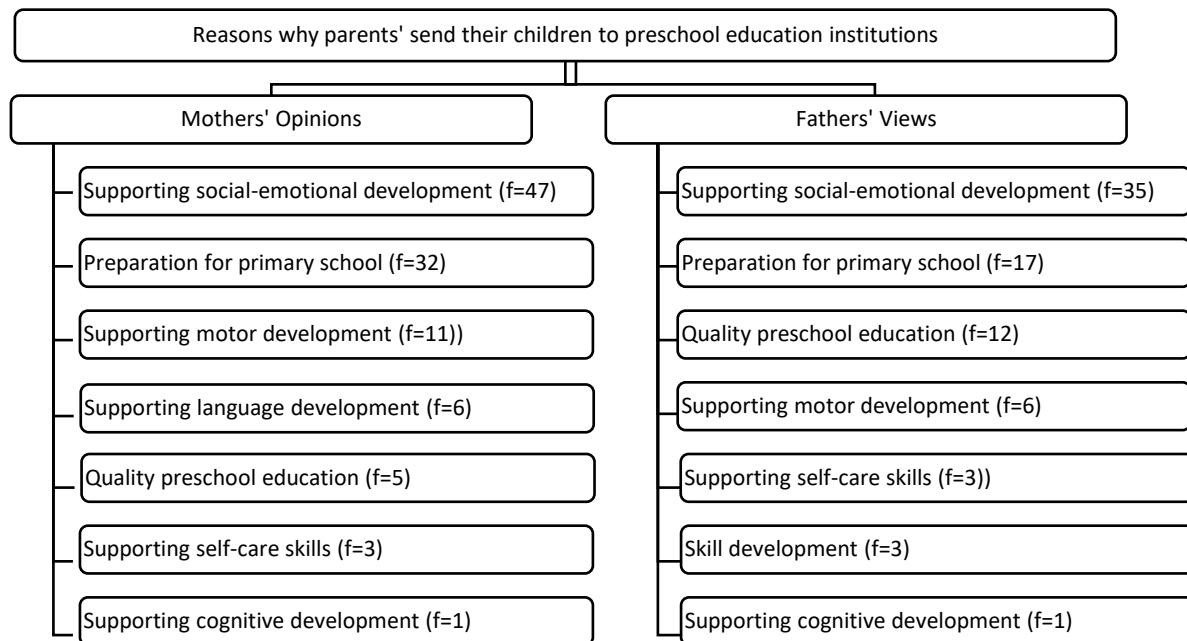 Reasons why parents' send their children to preschool education institutions
Mothers' Opinions
Supporting social-emotional development (f=47)
Preparation for primary school (f=32)
Supporting motor development (f=11))
Supporting language development (f=6)
Quality preschool education (f=5)
Supporting self-care skills (f=3)
Supporting cognitive development (f=1)
Fathers' Views
Supporting social-emotional development (f=35)
Preparation for primary school (f=17)
Quality preschool education (f=12)
Supporting motor development (f=6)
Supporting self-care skills (f=3))
Skill development (f=3)
Supporting cognitive development (f=1)